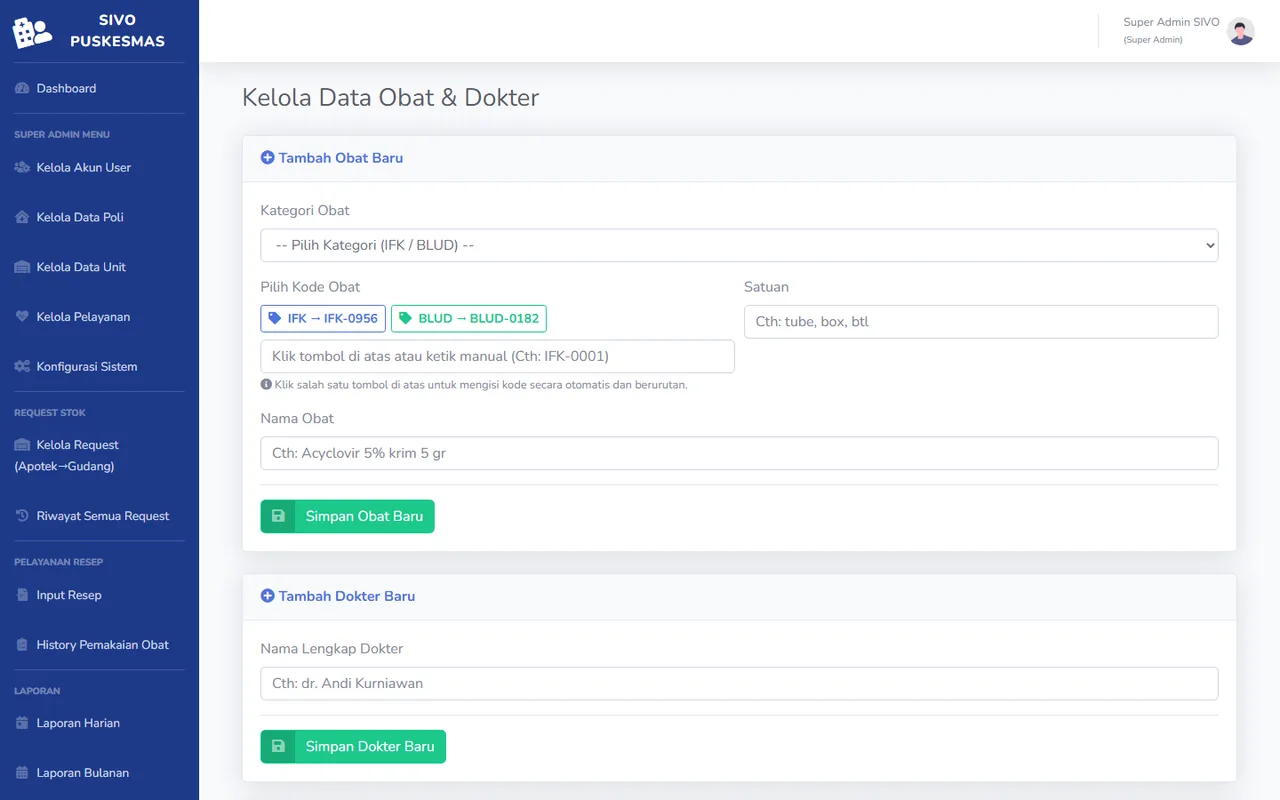 SIVO
PUSKESMAS
Dashboard
SUPER ADMIN MENU
Kelola Akun User
Kelola Data Poli
Kelola Data Unit
Kelola Pelayanan
Konfigurasi Sistem
REQUEST STOK
Kelola Request
(Apotek→Gudang)
Riwayat Semua Request
PELAYANAN RESEP
Input Resep
History Pemakaian Obat
LAPORAN
Laporan Harian
Laporan Bulanan
Super Admin SIVO
(Super Admin)
Kelola Data Obat & Dokter
Tambah Obat Baru
Kategori Obat
-- Pilih Kategori (IFK / BLUD) --
Pilih Kode Obat
IFK → IFK-0956
BLUD → BLUD-0182
Klik tombol di atas atau ketik manual (Cth: IFK-0001)
Klik salah satu tombol di atas untuk mengisi kode secara otomatis dan berurutan.
Satuan
Cth: tube, box, btl
Nama Obat
Cth: Acyclovir 5% krim 5 gr
Simpan Obat Baru
Tambah Dokter Baru
Nama Lengkap Dokter
Cth: dr. Andi Kurniawan
Simpan Dokter Baru